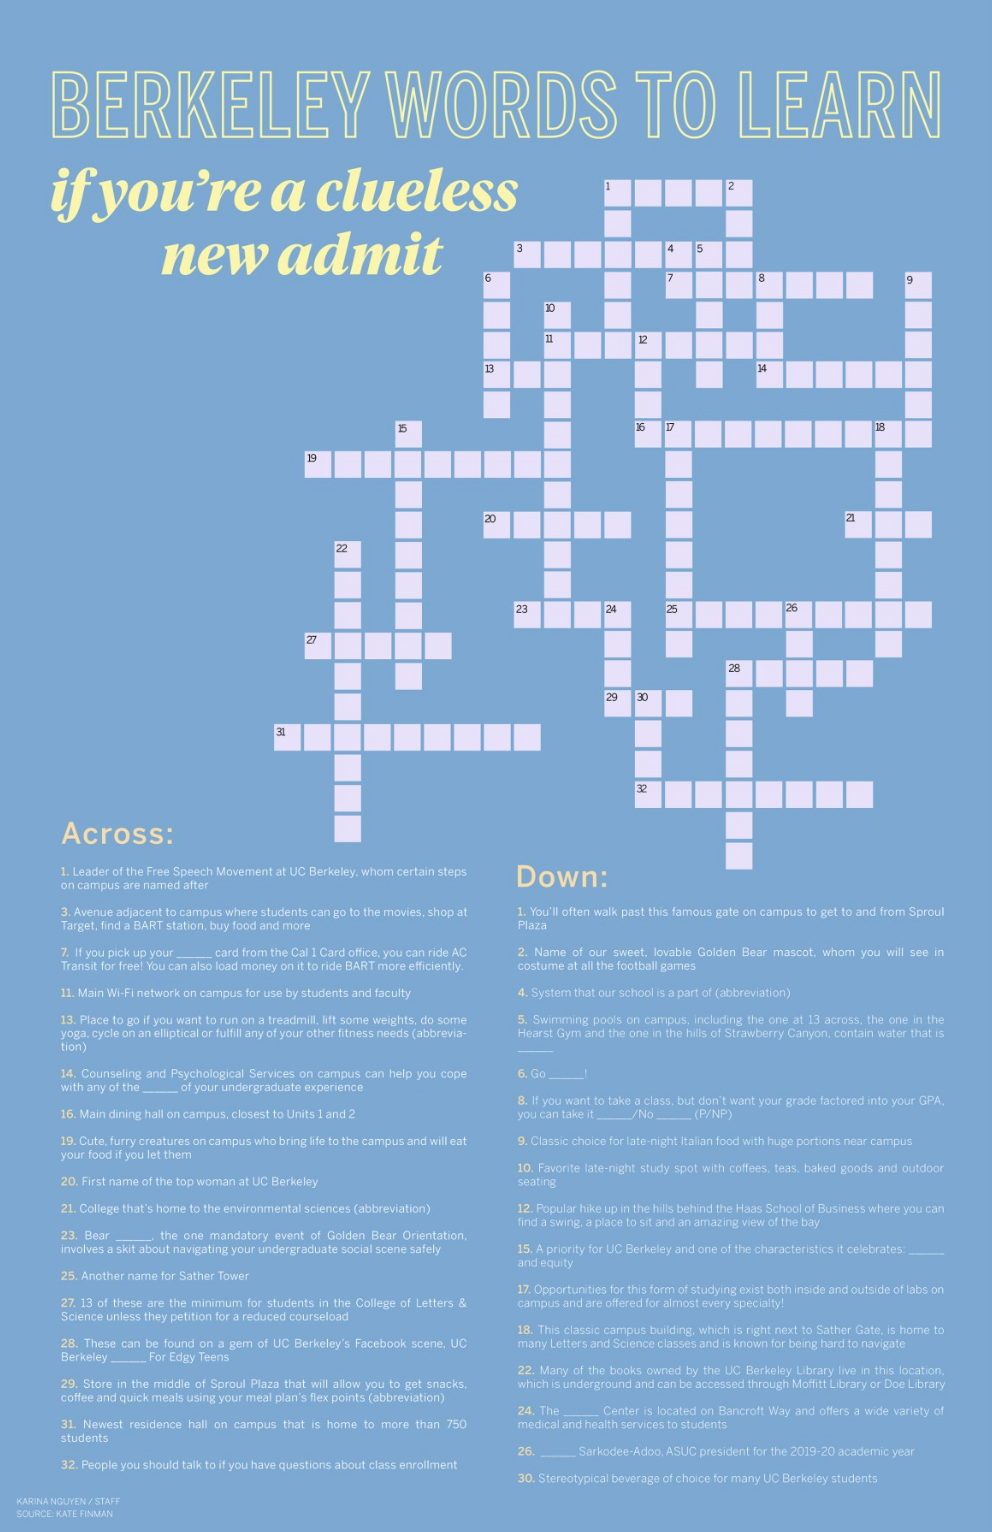 BERKELEY WORDS TO LEARN
if you're a clueless
new admit
1 2
3 4 5
6 7 8 9
10
11 12
13 14
15 16 17 18
19
20 21
22
23 24 25 26
27
28
29 30
31
32
Across:
1. Leader of the Free Speech Movement at UC Berkeley, whom certain steps
on campus are named after
3. Avenue adjacent to campus where students can go to the movies, shop at
Target, find a BART station, buy food and more
7. If you pick up your ______ card from the Cal 1 Card office, you can ride AC
Transit for free! You can also load money on it to ride BART more efficiently.
11. Main Wi-Fi network on campus for use by students and faculty
13. Place to go if you want to run on a treadmill, lift some weights, do some
yoga, cycle on an elliptical or fulfill any of your other fitness needs (abbrevia-
tion)
14. Counseling and Psychological Services on campus can help you cope
with any of the ______ of your undergraduate experience
16. Main dining hall on campus, closest to Units 1 and 2
19. Cute, furry creatures on campus who bring life to the campus and will eat
your food if you let them
20. First name of the top woman at UC Berkeley
21. College that's home to the environmental sciences (abbreviation)
23. Bear ______, the one mandatory event of Golden Bear Orientation,
involves a skit about navigating your undergraduate social scene safely
25. Another name for Sather Tower
27. 13 of these are the minimum for students in the College of Letters &
Science unless they petition for a reduced courseload
28. These can be found on a gem of UC Berkeley's Facebook scene, UC
Berkeley ______ For Edgy Teens
29. Store in the middle of Sproul Plaza that will allow you to get snacks,
coffee and quick meals using your meal plan's flex points (abbreviation)
31. Newest residence hall on campus that is home to more than 750
students
32. People you should talk to if you have questions about class enrollment
Down:
1. You'll often walk past this famous gate on campus to get to and from Sproul
Plaza
2. Name of our sweet, lovable Golden Bear mascot, whom you will see in
costume at all the football games
4. System that our school is a part of (abbreviation)
5. Swimming pools on campus, including the one at 13 across, the one in the
Hearst Gym and the one in the hills of Strawberry Canyon, contain water that is
______
6. Go ______!
8. If you want to take a class, but don't want your grade factored into your GPA,
you can take it ______/No ______ (P/NP)
9. Classic choice for late-night Italian food with huge portions near campus
10. Favorite late-night study spot with coffees, teas, baked goods and outdoor
seating
12. Popular hike up in the hills behind the Haas School of Business where you can
find a swing, a place to sit and an amazing view of the bay
15. A priority for UC Berkeley and one of the characteristics it celebrates: ______
and equity
17. Opportunities for this form of studying exist both inside and outside of labs on
campus and are offered for almost every specialty!
18. This classic campus building, which is right next to Sather Gate, is home to
many Letters and Science classes and is known for being hard to navigate
22. Many of the books owned by the UC Berkeley Library live in this location,
which is underground and can be accessed through Moffitt Library or Doe Library
24. The ______ Center is located on Bancroft Way and offers a wide variety of
medical and health services to students
26. ______ Sarkodee-Adoo, ASUC president for the 2019-20 academic year
30. Stereotypical beverage of choice for many UC Berkeley students
KARINA NGUYEN / STAFF
SOURCE: KATE FINMAN